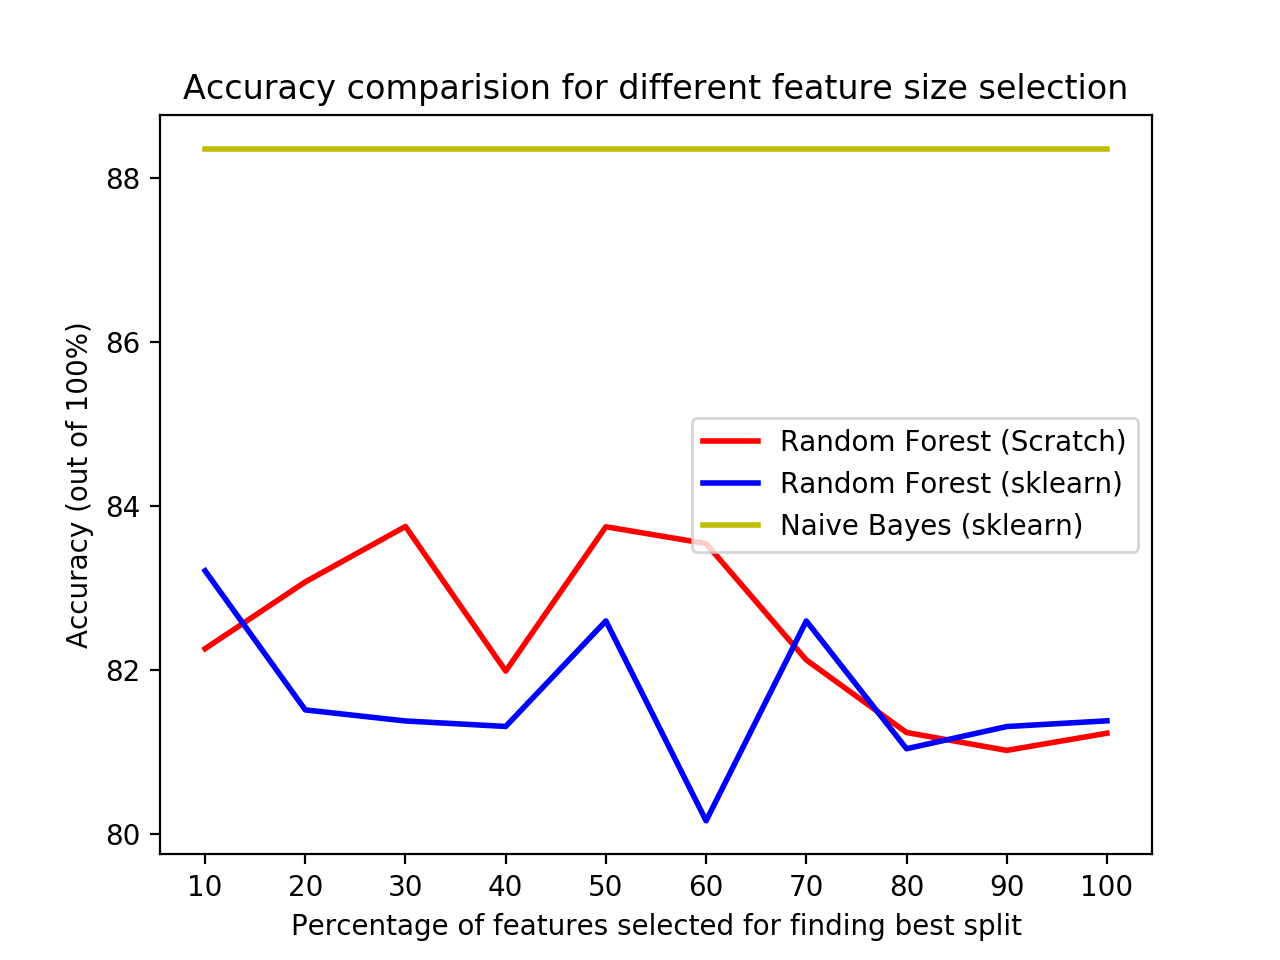 Accuracy comparision for different feature size selection
88
86
84
82
80
Accuracy (out of 100%)
Random Forest (Scratch)
Random Forest (sklearn)
Naive Bayes (sklearn)
10 20 30 40 50 60 70 80 90 100
Percentage of features selected for finding best split